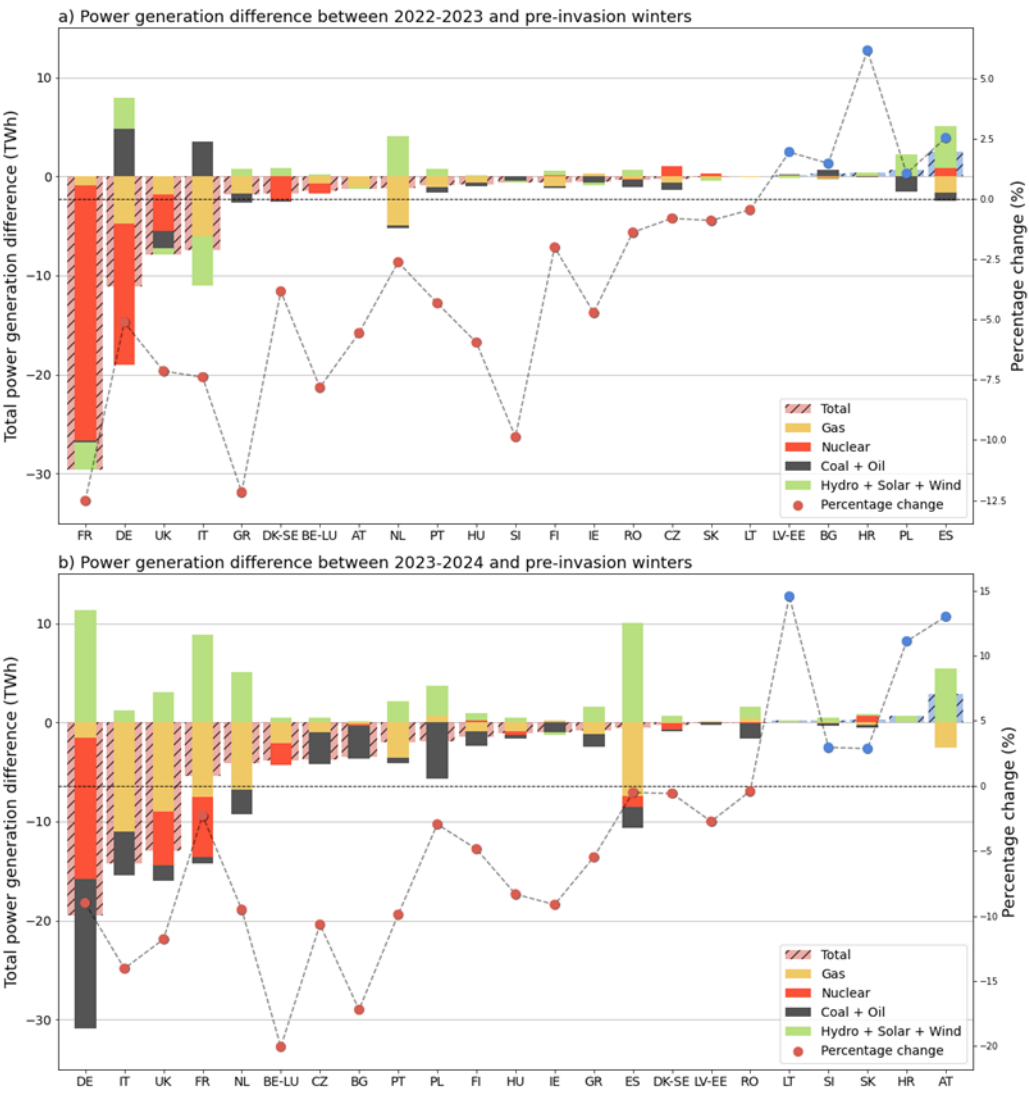 a) Power generation difference between 2022-2023 and pre-invasion winters
Total power generation difference (TWh)
10
0
−10
−20
−30
5.0
2.5
0.0
−2.5
−5.0
−7.5
−10.0
−12.5
Percentage change (%)
Total
Gas
Nuclear
Coal + Oil
Hydro + Solar + Wind
Percentage change
FR DE UK IT GR DK-SE BE-LU AT NL PT HU SI FI IE RO CZ SK LT LV-EE BG HR PL ES
b) Power generation difference between 2023-2024 and pre-invasion winters
Total power generation difference (TWh)
10
0
−10
−20
−30
15
10
5
0
−5
−10
−15
−20
Percentage change (%)
Total
Gas
Nuclear
Coal + Oil
Hydro + Solar + Wind
Percentage change
DE IT UK FR NL BE-LU CZ BG PT PL FI HU IE GR ES DK-SE LV-EE RO LT SI SK HR AT